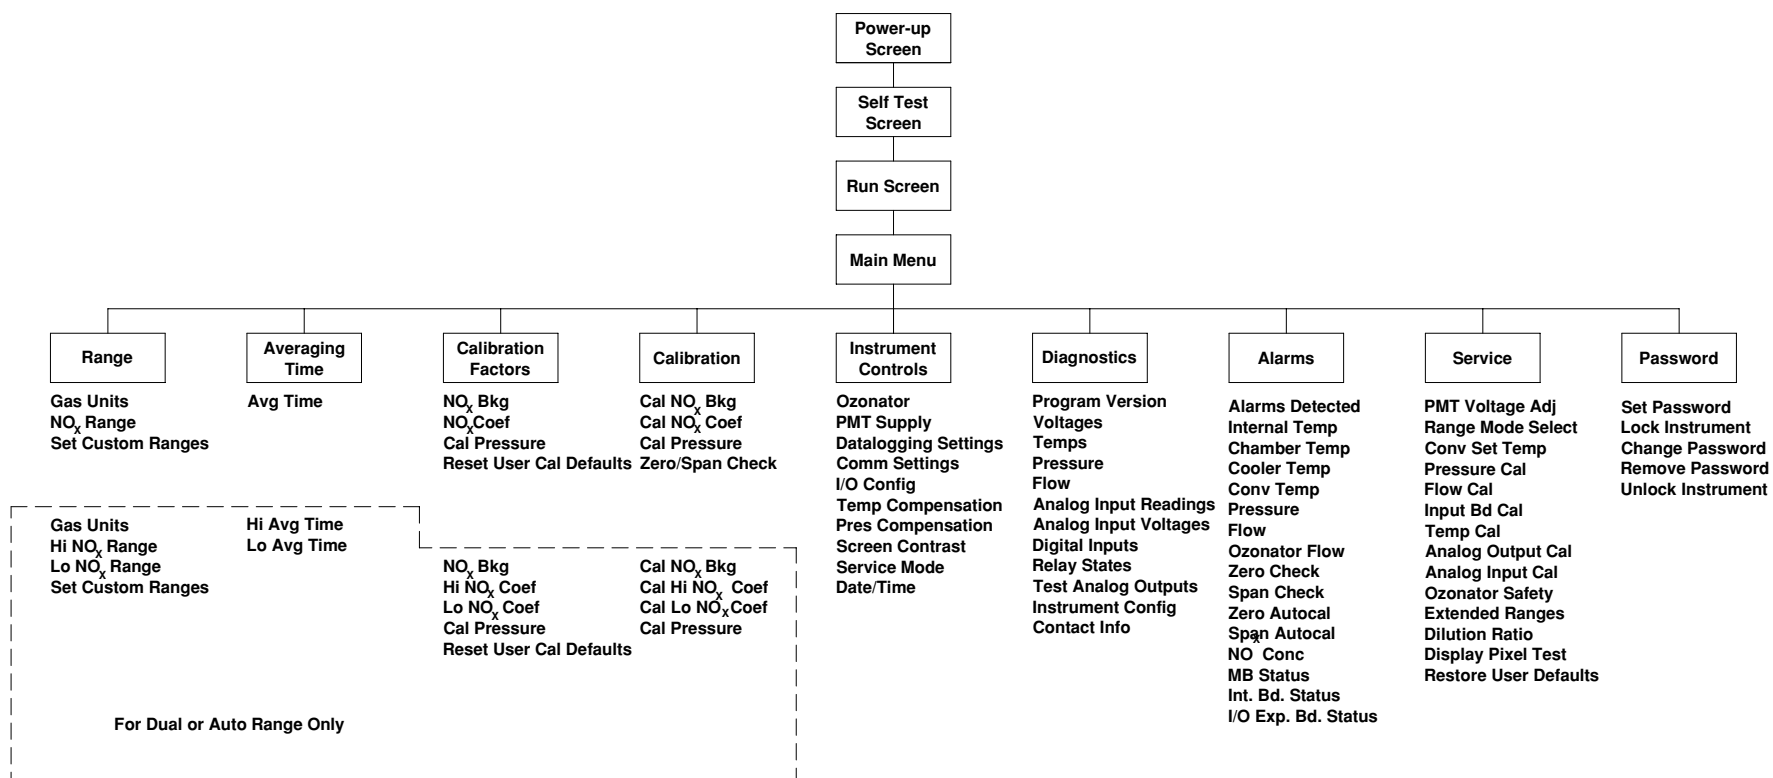 Power-up
Screen
Self Test
Screen
Run Screen
Main Menu
Range
Gas Units
NOx Range
Set Custom Ranges
Averaging
Time
Avg Time
Calibration
Factors
NOx Bkg
NOxCoef
Cal Pressure
Reset User Cal Defaults
Calibration
Cal NOx Bkg
Cal NOx Coef
Cal Pressure
Zero/Span Check
Instrument
Controls
Ozonator
PMT Supply
Datalogging Settings
Comm Settings
I/O Config
Temp Compensation
Pres Compensation
Screen Contrast
Service Mode
Date/Time
Diagnostics
Program Version
Voltages
Temps
Pressure
Flow
Analog Input Readings
Analog Input Voltages
Digital Inputs
Relay States
Test Analog Outputs
Instrument Config
Contact Info
Alarms
Alarms Detected
Internal Temp
Chamber Temp
Cooler Temp
Conv Temp
Pressure
Flow
Ozonator Flow
Zero Check
Span Check
Zero Autocal
Span Autocal
NOx Conc
MB Status
Int. Bd. Status
I/O Exp. Bd. Status
Service
PMT Voltage Adj
Range Mode Select
Conv Set Temp
Pressure Cal
Flow Cal
Input Bd Cal
Temp Cal
Analog Output Cal
Analog Input Cal
Ozonator Safety
Extended Ranges
Dilution Ratio
Display Pixel Test
Restore User Defaults
Password
Set Password
Lock Instrument
Change Password
Remove Password
Unlock Instrument
Gas Units
Hi NOx Range
Lo NOx Range
Set Custom Ranges
Hi Avg Time
Lo Avg Time
NOx Bkg
Hi NOx Coef
Lo NOx Coef
Cal Pressure
Reset User Cal Defaults
Cal NOx Bkg
Cal Hi NOx Coef
Cal Lo NOx Coef
Cal Pressure
For Dual or Auto Range Only